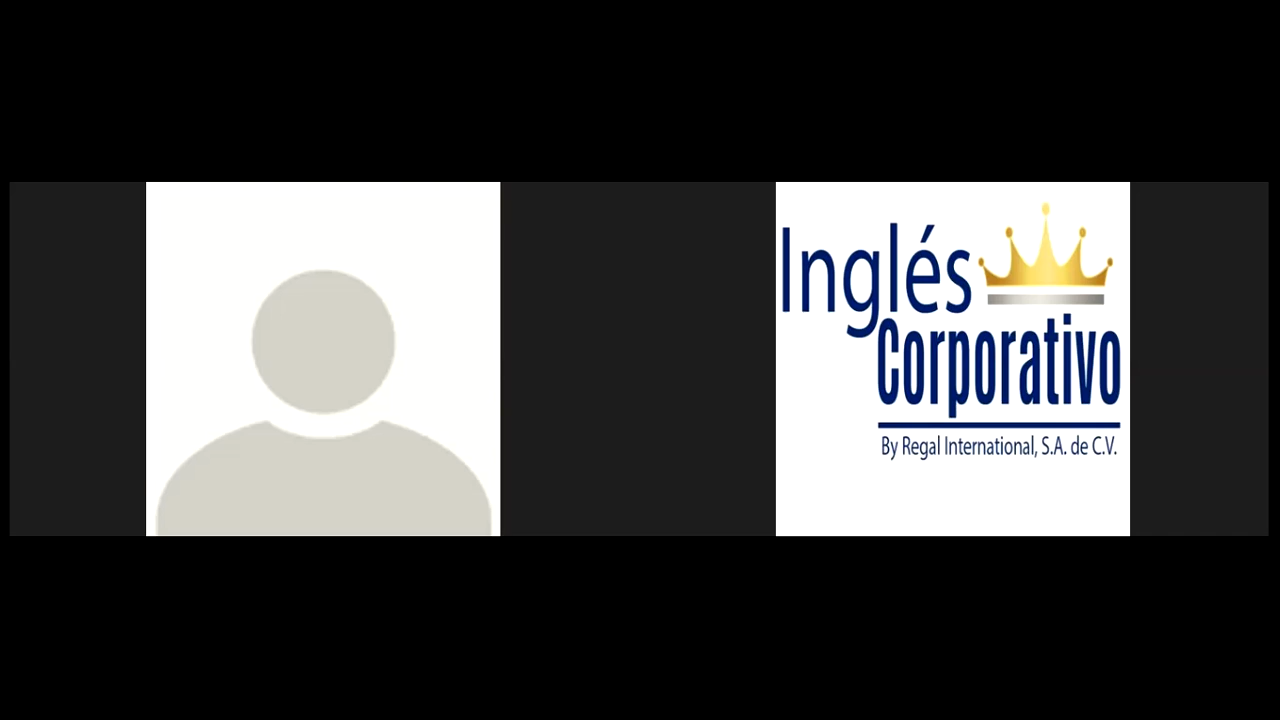 Inglés
Corporativo
By Regal International, S.A. de C.V.